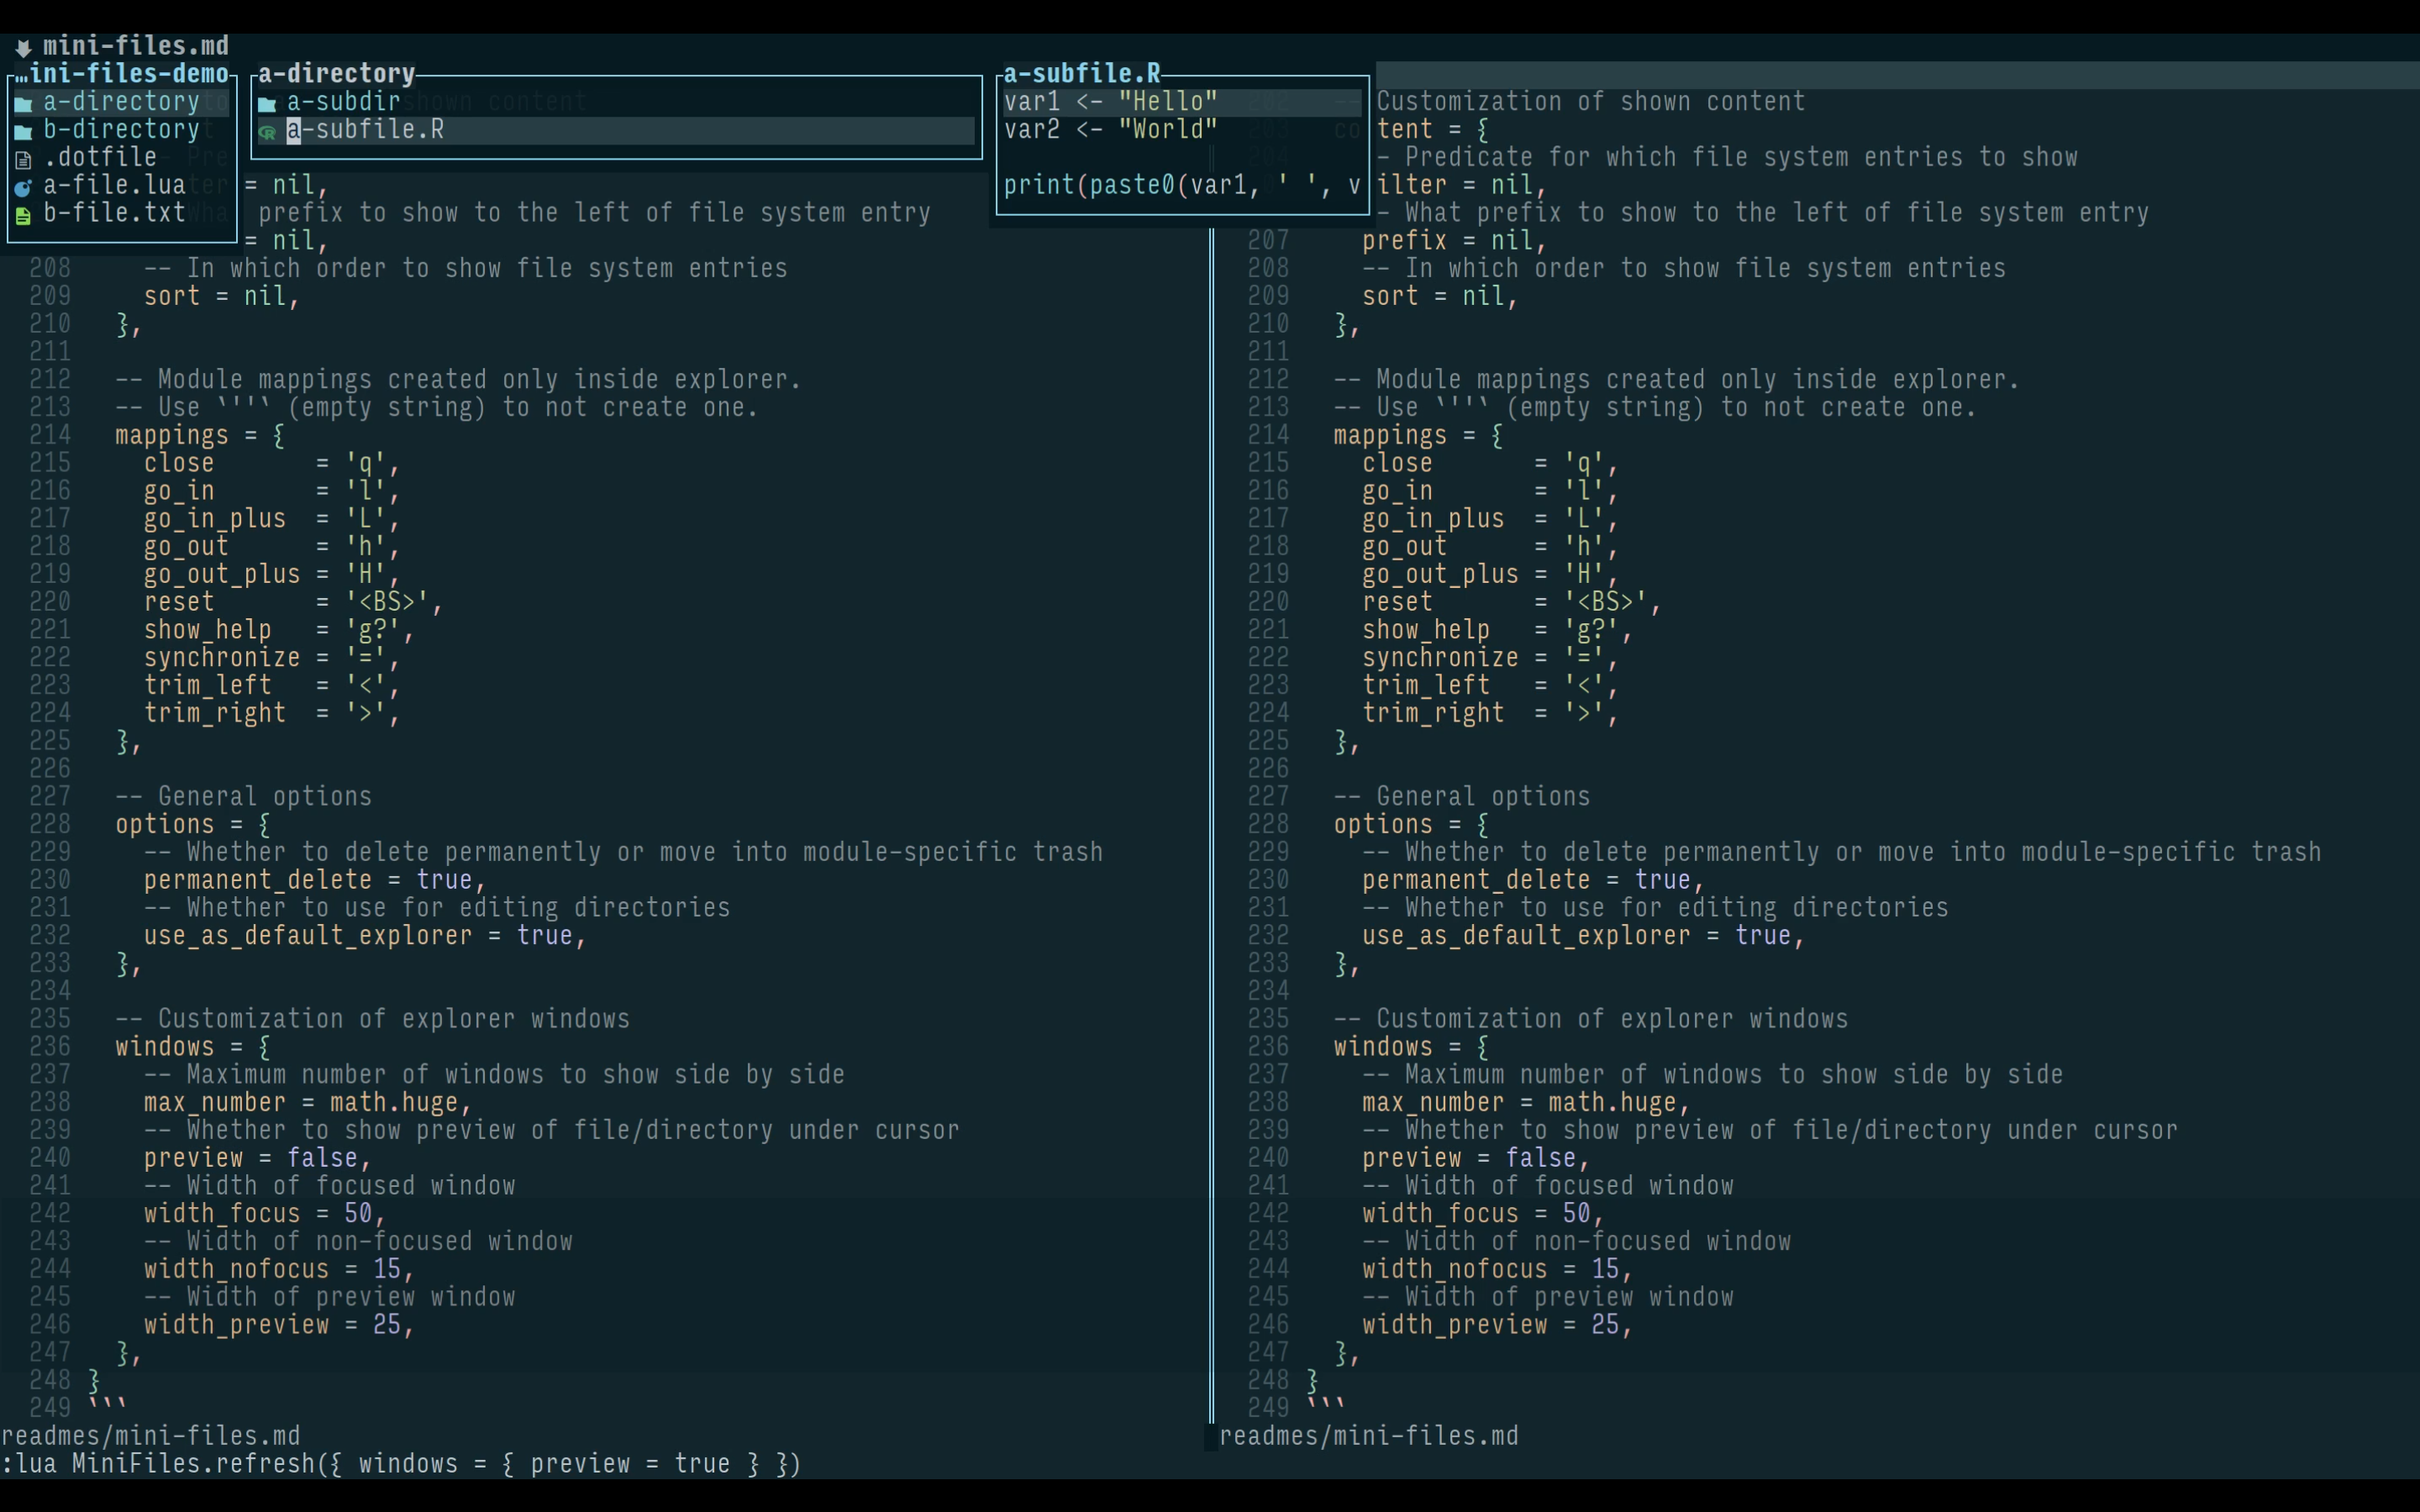 mini-files.md
…ini-files-demo
a-directory
b-directory
.dotfile
a-file.lua
b-file.txt
a-directory
a-subdir
a-subfile.R
a-subfile.R
var1 <- "Hello"
var2 <- "World"
print(paste0(var1, ' ', v
= nil,
prefix to show to the left of file system entry
= nil,
208 -- In which order to show file system entries
209 sort = nil,
210 },
211
212 -- Module mappings created only inside explorer.
213 -- Use `''` (empty string) to not create one.
214 mappings = {
215 close = 'q',
216 go_in = 'l',
217 go_in_plus = 'L',
218 go_out = 'h',
219 go_out_plus = 'H',
220 reset = '<BS>',
221 show_help = 'g?',
222 synchronize = '=',
223 trim_left = '<',
224 trim_right = '>',
225 },
226
227 -- General options
228 options = {
229 -- Whether to delete permanently or move into module-specific trash
230 permanent_delete = true,
231 -- Whether to use for editing directories
232 use_as_default_explorer = true,
233 },
234
235 -- Customization of explorer windows
236 windows = {
237 -- Maximum number of windows to show side by side
238 max_number = math.huge,
239 -- Whether to show preview of file/directory under cursor
240 preview = false,
241 -- Width of focused window
242 width_focus = 50,
243 -- Width of non-focused window
244 width_nofocus = 15,
245 -- Width of preview window
246 width_preview = 25,
247 },
248 }
249 ```
readmes/mini-files.md
Customization of shown content
tent = {
- Predicate for which file system entries to show
ilter = nil,
- What prefix to show to the left of file system entry
207 prefix = nil,
208 -- In which order to show file system entries
209 sort = nil,
210 },
211
212 -- Module mappings created only inside explorer.
213 -- Use `''` (empty string) to not create one.
214 mappings = {
215 close = 'q',
216 go_in = 'l',
217 go_in_plus = 'L',
218 go_out = 'h',
219 go_out_plus = 'H',
220 reset = '<BS>',
221 show_help = 'g?',
222 synchronize = '=',
223 trim_left = '<',
224 trim_right = '>',
225 },
226
227 -- General options
228 options = {
229 -- Whether to delete permanently or move into module-specific trash
230 permanent_delete = true,
231 -- Whether to use for editing directories
232 use_as_default_explorer = true,
233 },
234
235 -- Customization of explorer windows
236 windows = {
237 -- Maximum number of windows to show side by side
238 max_number = math.huge,
239 -- Whether to show preview of file/directory under cursor
240 preview = false,
241 -- Width of focused window
242 width_focus = 50,
243 -- Width of non-focused window
244 width_nofocus = 15,
245 -- Width of preview window
246 width_preview = 25,
247 },
248 }
249 ```
readmes/mini-files.md
:lua MiniFiles.refresh({ windows = { preview = true } })